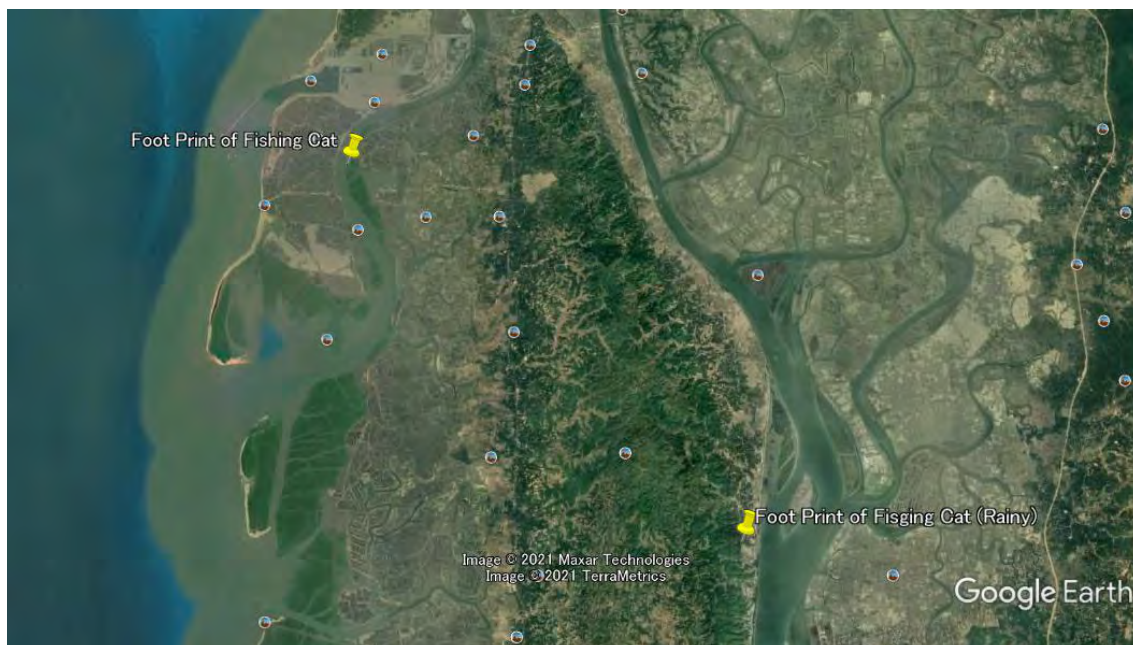 Foot Print of Fishing Cat
Foot Print of Fisging Cat (Rainy)
Image © 2021 Maxar Technologies
Image © 2021 TerraMetrics
Google Earth